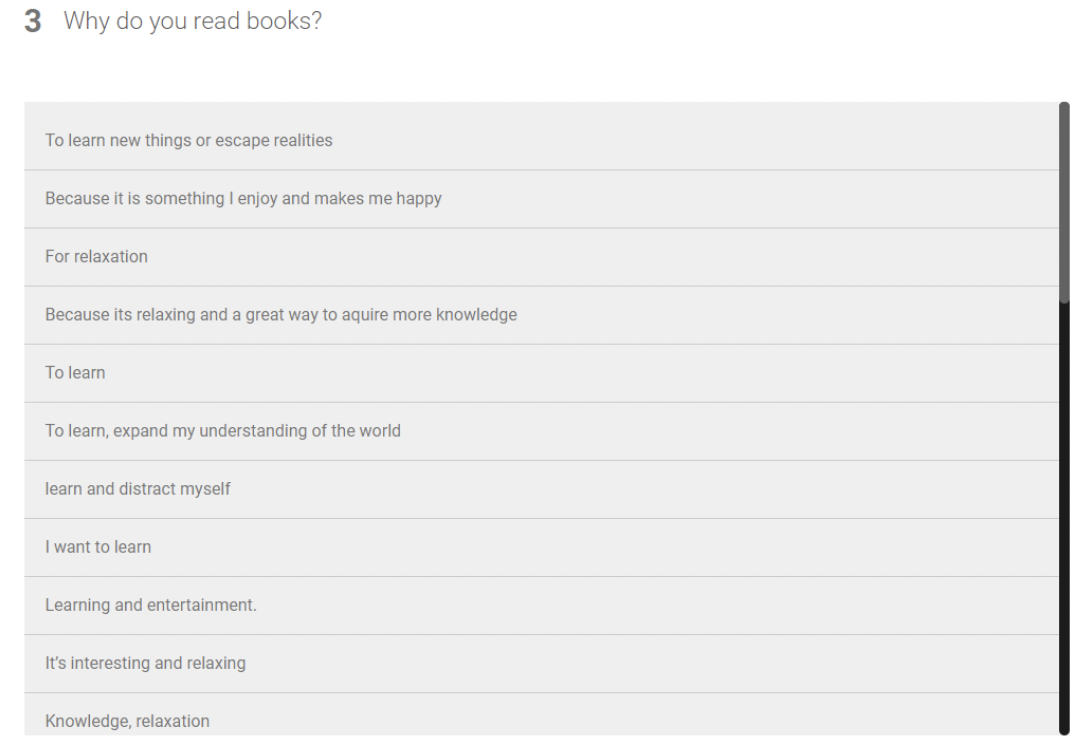 3 Why do you read books?
To learn new things or escape realities
Because it is something I enjoy and makes me happy
For relaxation
Because its relaxing and a great way to aquire more knowledge
To learn
To learn, expand my understanding of the world
learn and distract myself
I want to learn
Learning and entertainment.
It's interesting and relaxing
Knowledge, relaxation